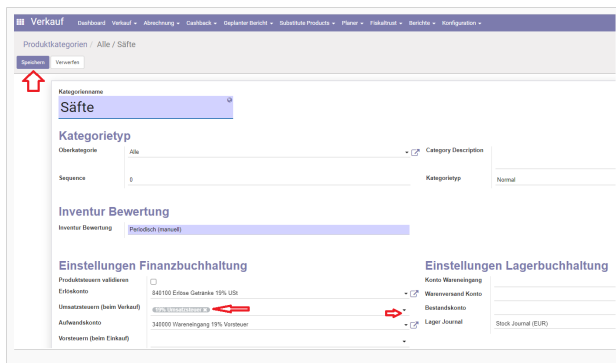 Verkauf Dashboard Verkauf Abrechnung Cashback Geplanter Bericht Substitute Products Planer Fiskaltrust Berichte Konfiguration
Produktkategorien / Alle / Säfte
Speichern Verwerfen
Kategorienname
Säfte
Kategorietyp
Oberkategorie Alle Category Description
Sequence 0 Kategorietyp Normal
Inventur Bewertung
Inventur Bewertung Periodisch (manuell)
Einstellungen Finanzbuchhaltung Einstellungen Lagerbuchhaltung
Produktsteuern validieren Konto Wareneingang
Erlöskonto 840100 Erlöse Getränke 19% USt Warenversand Konto
Umsatzsteuern (beim Verkauf) 19% Umsatzsteuer Bestandskonto
Aufwandskonto 340000 Wareneingang 19% Vorsteuer Lager Journal Stock Journal (EUR)
Vorsteuern (beim Einkauf)